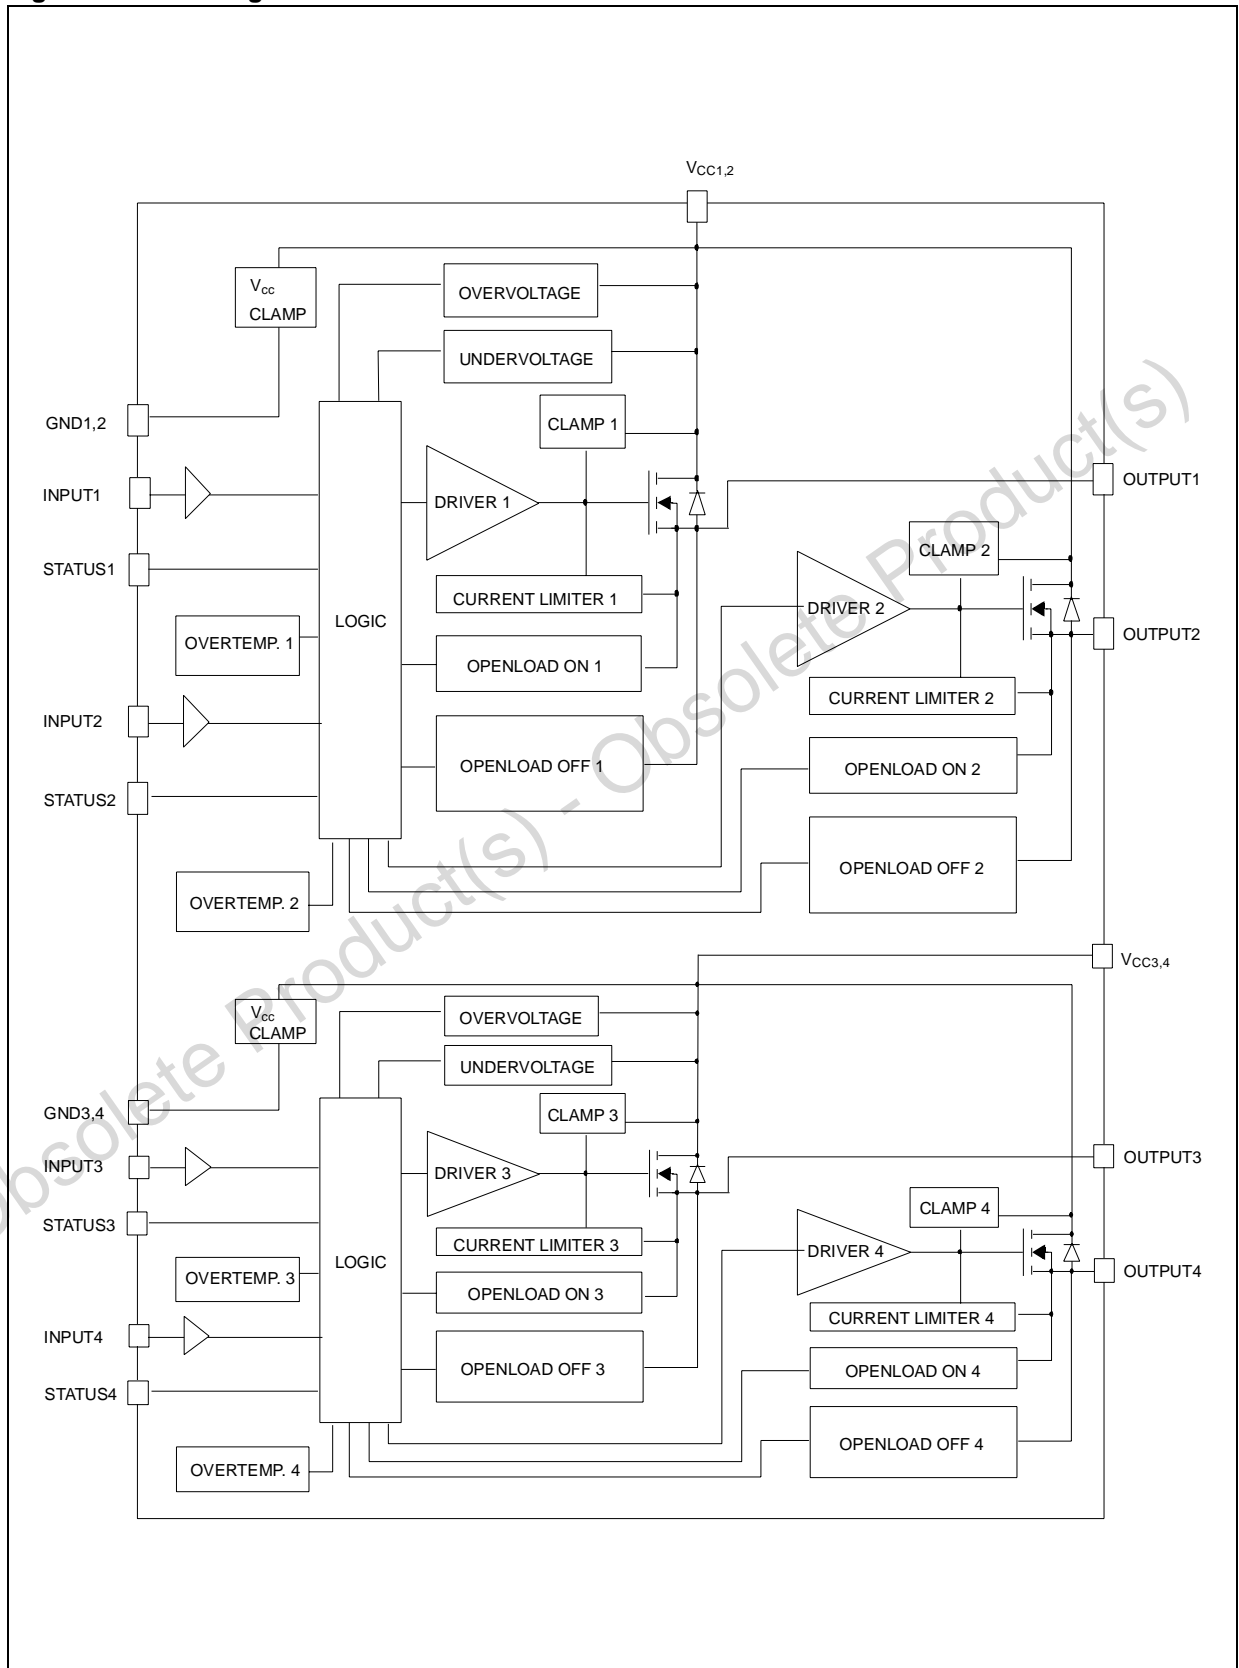 V_CC1,2
V_cc
CLAMP
OVERVOLTAGE
UNDERVOLTAGE
GND1,2
CLAMP 1
INPUT1
DRIVER 1
OUTPUT1
STATUS1
CLAMP 2
CURRENT LIMITER 1
DRIVER 2
LOGIC
OVERTEMP. 1
OUTPUT2
OPENLOAD ON 1
CURRENT LIMITER 2
INPUT2
OPENLOAD OFF 1
OPENLOAD ON 2
STATUS2
OPENLOAD OFF 2
OVERTEMP. 2
V_CC3,4
V_cc
CLAMP
OVERVOLTAGE
UNDERVOLTAGE
GND3,4
CLAMP 3
INPUT3
DRIVER 3
OUTPUT3
STATUS3
CLAMP 4
CURRENT LIMITER 3
DRIVER 4
LOGIC
OVERTEMP. 3
OUTPUT4
OPENLOAD ON 3
CURRENT LIMITER 4
INPUT4
OPENLOAD OFF 3
OPENLOAD ON 4
STATUS4
OPENLOAD OFF 4
OVERTEMP. 4
Obsolete Product(s) - Obsolete Product(s)